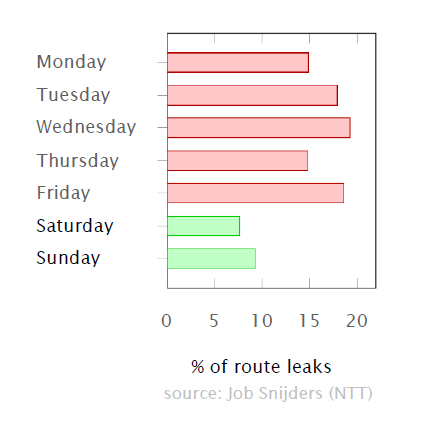 Monday
Tuesday
Wednesday
Thursday
Friday
Saturday
Sunday
0 5 10 15 20
% of route leaks
source: Job Snijders (NTT)